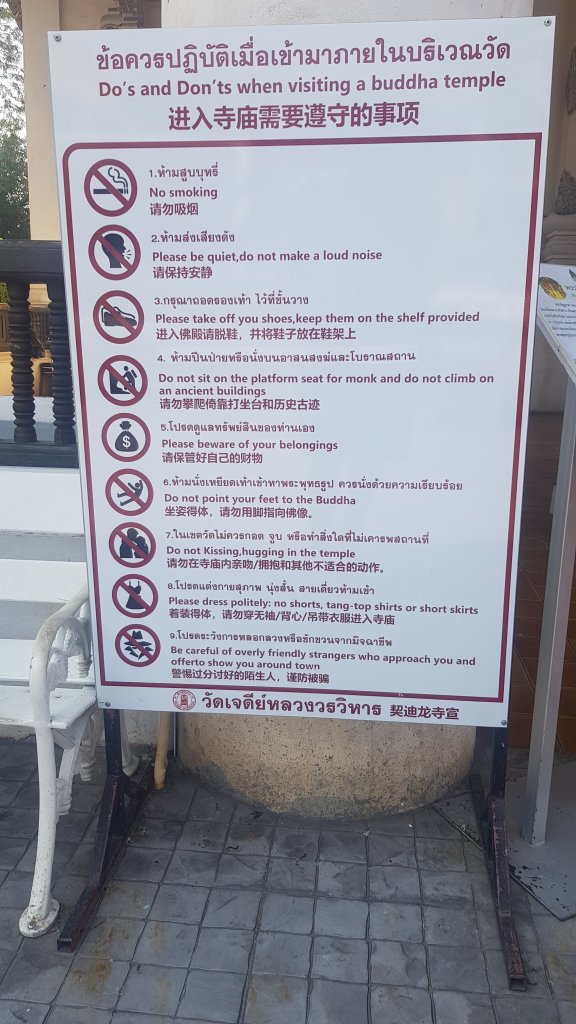 ข้อควรปฏิบัติเมื่อเข้ามาภายในบริเวณวัด
Do's and Don'ts when visiting a buddha temple
进入寺庙需要遵守的事项
1.ห้ามสูบบุหรี่
No smoking
请勿吸烟
2.ห้ามส่งเสียงดัง
Please be quiet,do not make a loud noise
请保持安静
3.กรุณาถอดรองเท้า ไว้ที่ชั้นวาง
Please take off you shoes,keep them on the shelf provided
进入佛殿请脱鞋，并将鞋子放在鞋架上
4. ห้ามปีนป่ายหรือนั่งบนอาสนสงฆ์และโบราณสถาน
Do not sit on the platform seat for monk and do not climb on
an ancient buildings
请勿攀爬倚靠打坐台和历史古迹
5.โปรดดูแลทรัพย์สินของท่านเอง
Please beware of your belongings
请保管好自己的财物
6.ห้ามนั่งเหยียดเท้าเข้าหาพระพุทธรูป ควรนั่งด้วยความเรียบร้อย
Do not point your feet to the Buddha
坐姿得体，请勿用脚指向佛像。
7.ในเขตวัดไม่ควรกอด จูบ หรือทำสิ่งใดที่ไม่เคารพสถานที่
Do not Kissing,hugging in the temple
请勿在寺庙内亲吻/拥抱和其他不适合的动作。
8.โปรดแต่งกายสุภาพ นุ่งสั้น สายเดี่ยวห้ามเข้า
Please dress politely: no shorts, tang-top shirts or short skirts
着装得体，请勿穿无袖/背心/吊带衣服进入寺庙
9.โปรดระวังการหลอกลวงหรือชักชวนจากมิจฉาชีพ
Be careful of overly friendly strangers who approach you and
offerto show you around town
警惕过分讨好的陌生人，谨防被骗
วัดเจดีย์หลวงวรวิหาร 契迪龙寺宣